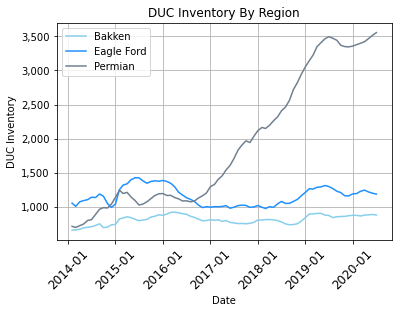 DUC Inventory By Region
Bakken
Eagle Ford
Permian
DUC Inventory
3,500
3,000
2,500
2,000
1,500
1,000
2014-01
2015-01
2016-01
2017-01
2018-01
2019-01
2020-01
Date